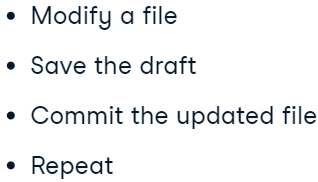 • Modify a file
• Save the draft
• Commit the updated file
• Repeat